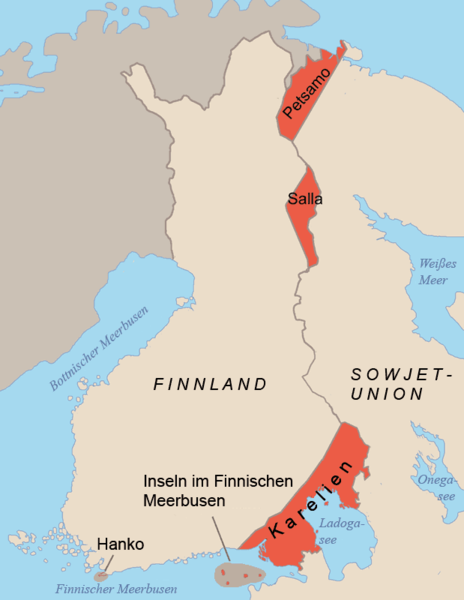 Petsamo
Salla
Weißes
Meer
Bottnischer Meerbusen
FINNLAND
SOWJET-
UNION
Inseln im Finnischen
Meerbusen
Karelien
Onega-
see
Ladoga-
see
Hanko
Finnischer Meerbusen